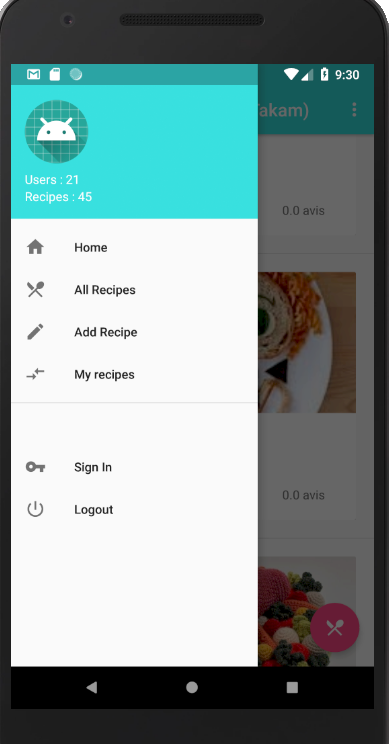 9:30
akam)
Users : 21
Recipes : 45
0.0 avis
Home
All Recipes
Add Recipe
My recipes
Sign In
0.0 avis
Logout